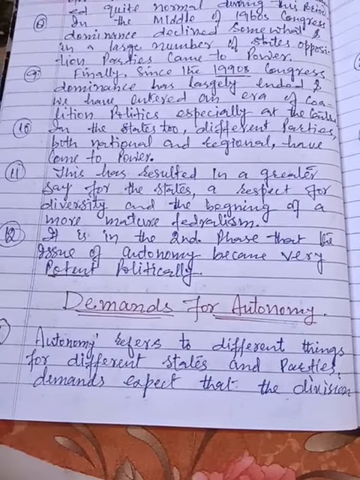 ed quite normal during this
⑧ In the Middle of 1960s Congress
dominance declined somewhat &
in a large number of states opposi-
tion Parties came to Power.
⑨ Finally, Since the 1990s Congress
dominance has largely ended &
we have entered an era of coa-
lition Politics especially at the
⑩ In the states too, different Parties,
both national and regional, have
come to Power.
⑪ This has resulted in a greater
say for the states, a respect for
diversity and the begning of a
more mature fedralism.
⑫ It is in the 2nd Phase that the
issue of autonomy became very
Potent Politically.
Demands for Autonomy.
Autonomy refers to different things
for different states and Parties.
demands expect that the division